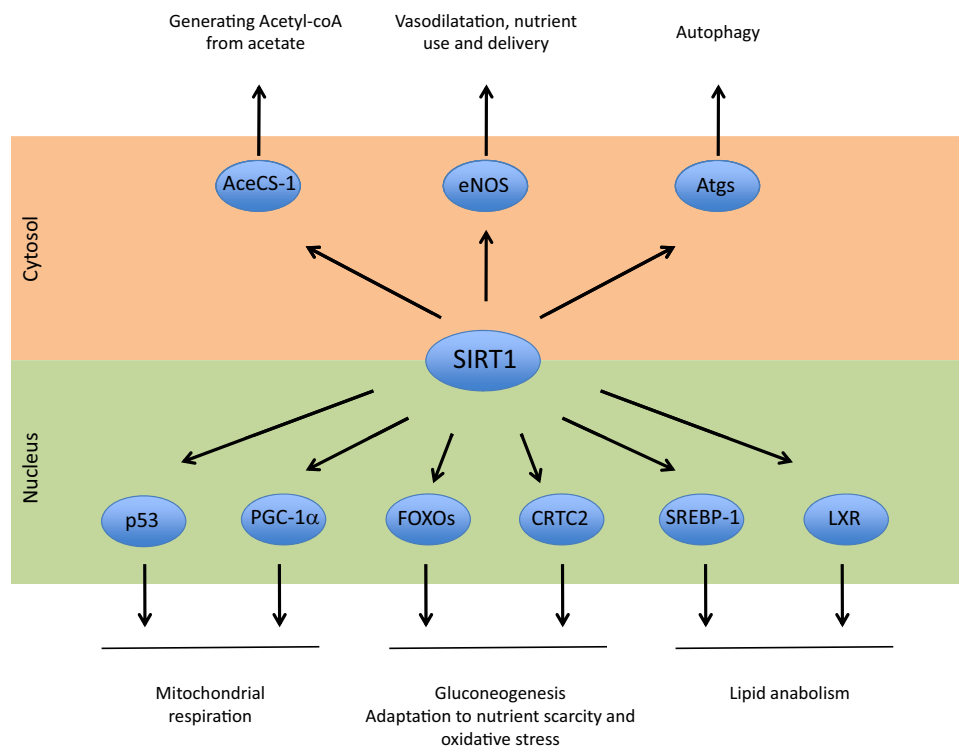 Generating Acetyl-coA
from acetate
Vasodilatation, nutrient
use and delivery
Autophagy
Cytosol
AceCS-1
eNOS
Atgs
SIRT1
Nucleus
p53
PGC-1α
FOXOs
CRTC2
SREBP-1
LXR
Mitochondrial
respiration
Gluconeogenesis
Adaptation to nutrient scarcity and
oxidative stress
Lipid anabolism